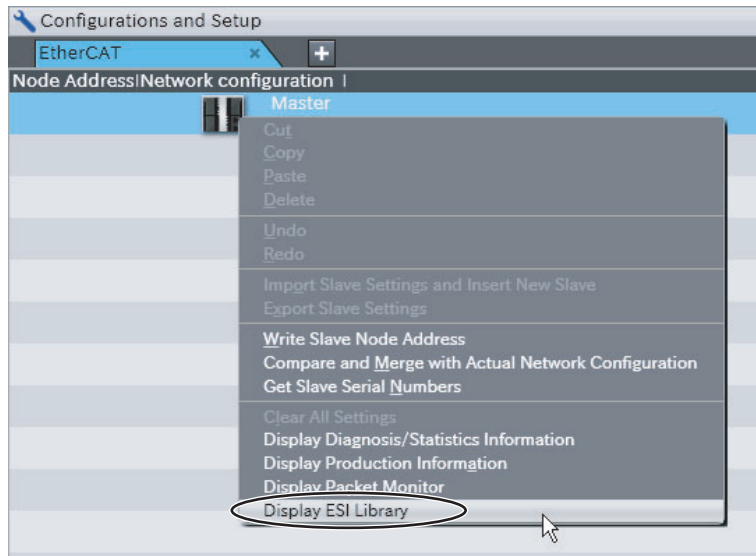 Configurations and Setup
EtherCAT
Node Address|Network configuration |
Master
Cut
Copy
Paste
Delete
Undo
Redo
Import Slave Settings and Insert New Slave
Export Slave Settings
Write Slave Node Address
Compare and Merge with Actual Network Configuration
Get Slave Serial Numbers
Clear All Settings
Display Diagnosis/Statistics Information
Display Production Information
Display Packet Monitor
Display ESI Library